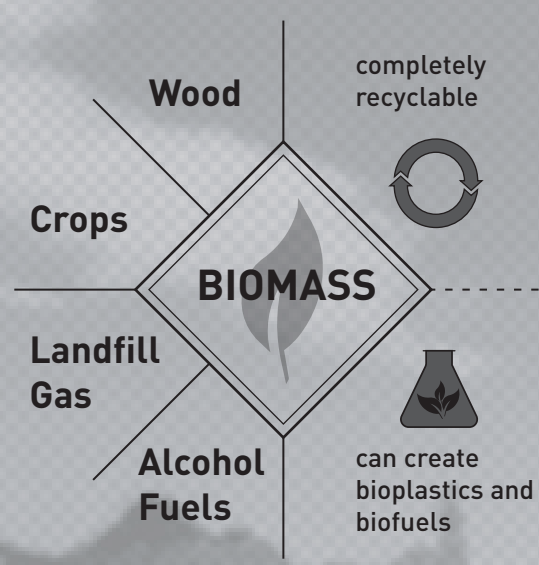 Wood
completely
recyclable
Crops
BIOMASS
Landfill
Gas
Alcohol
Fuels
can create
bioplastics and
biofuels